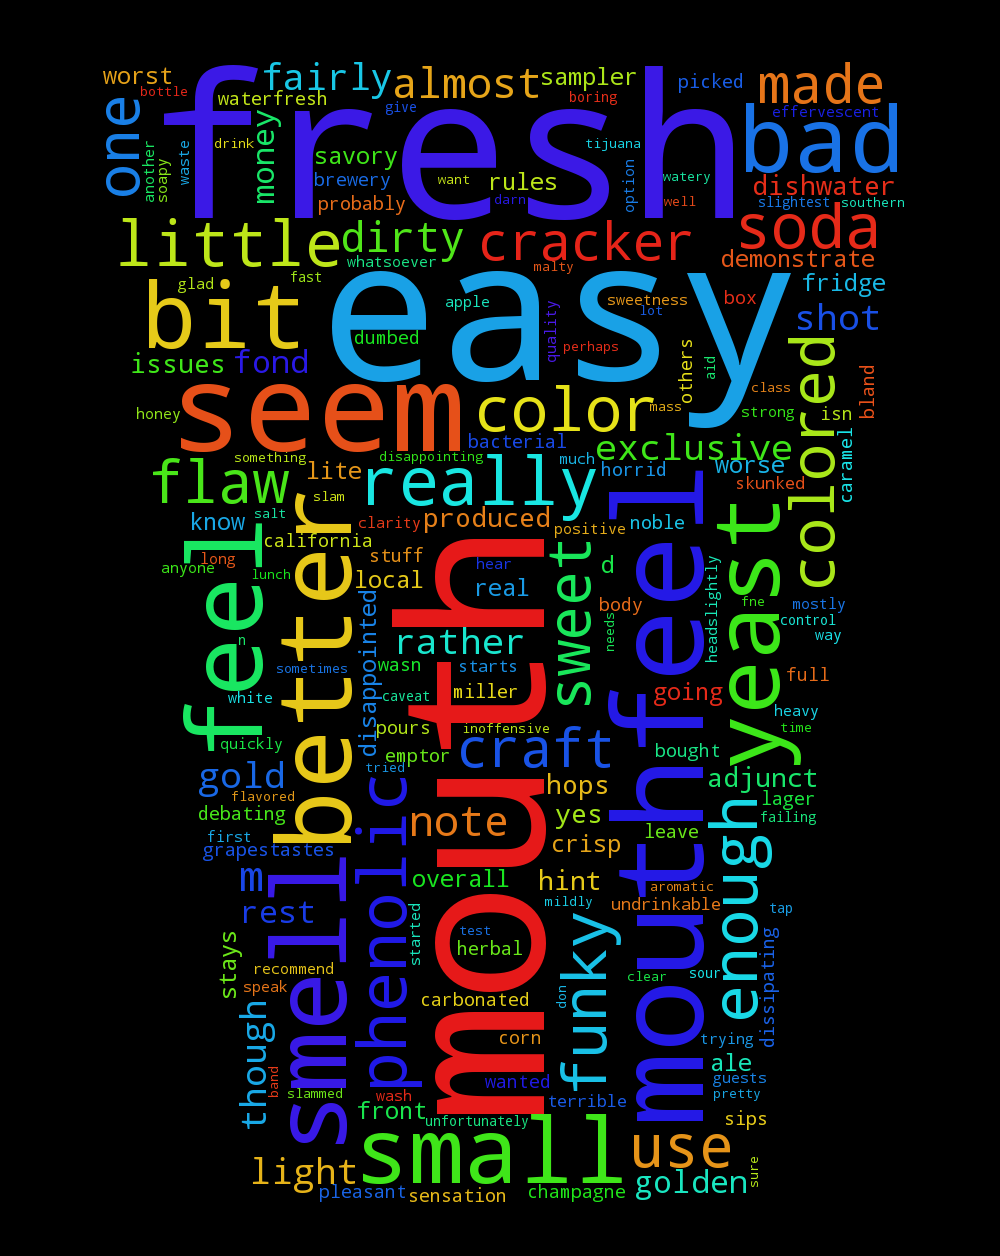 worst
bottle
fresh
fairly
almost
sampler
boring
picked
made
waterfresh
give
effervescent
one
another
soapy
waste
drink
money
savory
brewery
probably
want
rules
darn
tijuana
option
watery
well
bad
dishwater
slightest
southern
little
dirty
whatsoever
cracker
malty
soda
demonstrate
glad
fast
bit
easy
apple
dumbed
quality
perhaps
sweetness
lot
box
fridge
shot
issues
fond
others
aid
class
bland
honey
seem
color
mass
strong
isn
colored
bacterial
exclusive
something
disappointing
much
horrid
worse
skunked
caramel
flaw
lite
slam
really
know
salt
california
clarity
produced
positive
noble
long
anyone
lunch
feel
better
stuff
local
hear
real
mouth
sweet
d
body
needs
mouthfeel
headslightly
yeast
fne
mostly
control
way
n
sometimes
disappointed
rather
wasn
starts
caveat
miller
going
full
white
quickly
pours
inoffensive
heavy
time
emptor
craft
bought
gold
flavored
tried
hops
adjunct
lager
debating
failing
first
grapestastes
note
yes
leave
crisp
m
smell
phenolic
overall
hint
aromatic
undrinkable
enough
rest
mildly
tap
stays
started
test
herbal
funky
recommend
speak
clear
sour
dissipating
carbonated
don
though
corn
trying
ale
guests
pretty
band
slammed
wash
wanted
terrible
front
unfortunately
sips
small
use
light
pleasant
sensation
champagne
golden
sure